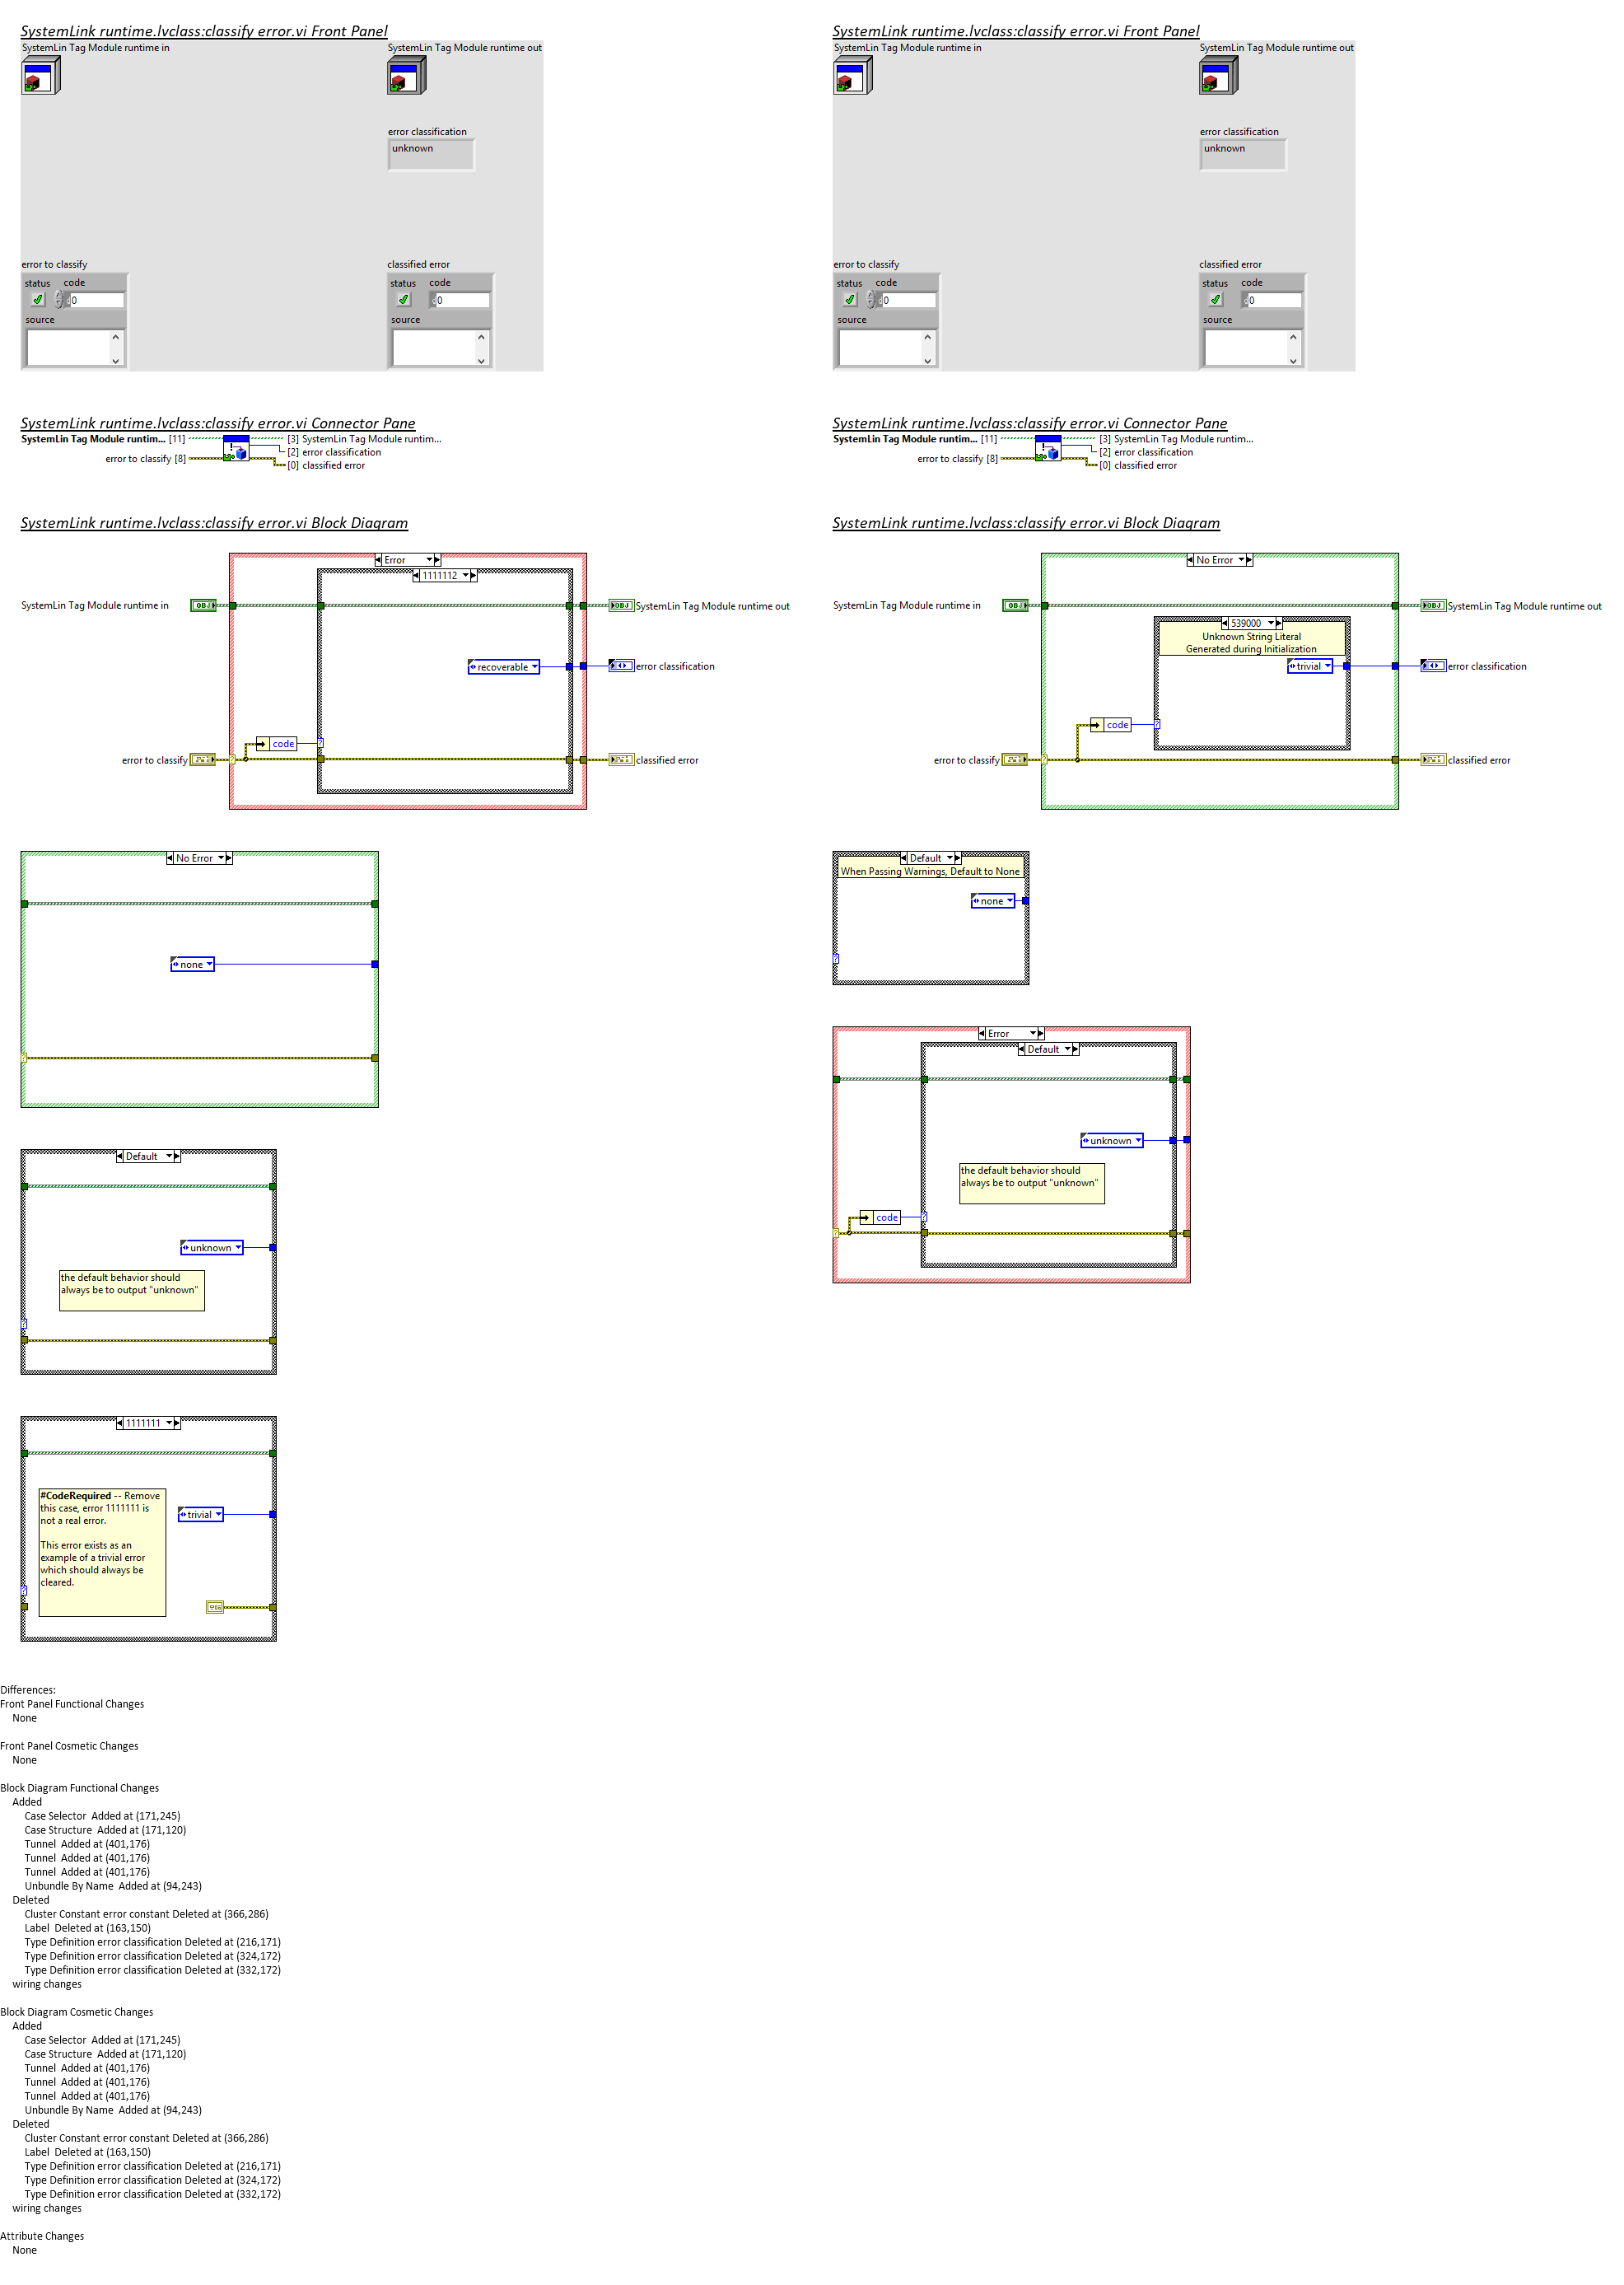 SystemLink runtime.lvclass:classify error.vi Front Panel
SystemLin Tag Module runtime in
SystemLin Tag Module runtime out
error classification
unknown
error to classify
status code
0
source
classified error
status code
0
source
SystemLink runtime.lvclass:classify error.vi Connector Pane
SystemLin Tag Module runtim... [11]
[3] SystemLin Tag Module runtim...
[2] error classification
error to classify [8]
[0] classified error
SystemLink runtime.lvclass:classify error.vi Block Diagram
Error
1111112
SystemLin Tag Module runtime in
OBJ
OBJ
SystemLin Tag Module runtime out
recoverable
error classification
code
error to classify
classified error
No Error
none
Default
unknown
the default behavior should
always be to output "unknown"
1111111
#CodeRequired -- Remove
this case, error 1111111 is
not a real error.
This error exists as an
example of a trivial error
which should always be
cleared.
trivial
SystemLink runtime.lvclass:classify error.vi Front Panel
SystemLin Tag Module runtime in
SystemLin Tag Module runtime out
error classification
unknown
error to classify
status code
0
source
classified error
status code
0
source
SystemLink runtime.lvclass:classify error.vi Connector Pane
SystemLin Tag Module runtim... [11]
[3] SystemLin Tag Module runtim...
[2] error classification
error to classify [8]
[0] classified error
SystemLink runtime.lvclass:classify error.vi Block Diagram
No Error
SystemLin Tag Module runtime in
OBJ
OBJ
SystemLin Tag Module runtime out
539000
Unknown String Literal
Generated during Initialization
trivial
error classification
code
error to classify
classified error
Default
When Passing Warnings, Default to None
none
Error
Default
unknown
the default behavior should
always be to output "unknown"
code
Differences:
Front Panel Functional Changes
None
Front Panel Cosmetic Changes
None
Block Diagram Functional Changes
Added
Case Selector  Added at (171,245)
Case Structure  Added at (171,120)
Tunnel  Added at (401,176)
Tunnel  Added at (401,176)
Tunnel  Added at (401,176)
Unbundle By Name  Added at (94,243)
Deleted
Cluster Constant error constant Deleted at (366,286)
Label  Deleted at (163,150)
Type Definition error classification Deleted at (216,171)
Type Definition error classification Deleted at (324,172)
Type Definition error classification Deleted at (332,172)
wiring changes
Block Diagram Cosmetic Changes
Added
Case Selector  Added at (171,245)
Case Structure  Added at (171,120)
Tunnel  Added at (401,176)
Tunnel  Added at (401,176)
Tunnel  Added at (401,176)
Unbundle By Name  Added at (94,243)
Deleted
Cluster Constant error constant Deleted at (366,286)
Label  Deleted at (163,150)
Type Definition error classification Deleted at (216,171)
Type Definition error classification Deleted at (324,172)
Type Definition error classification Deleted at (332,172)
wiring changes
Attribute Changes
None